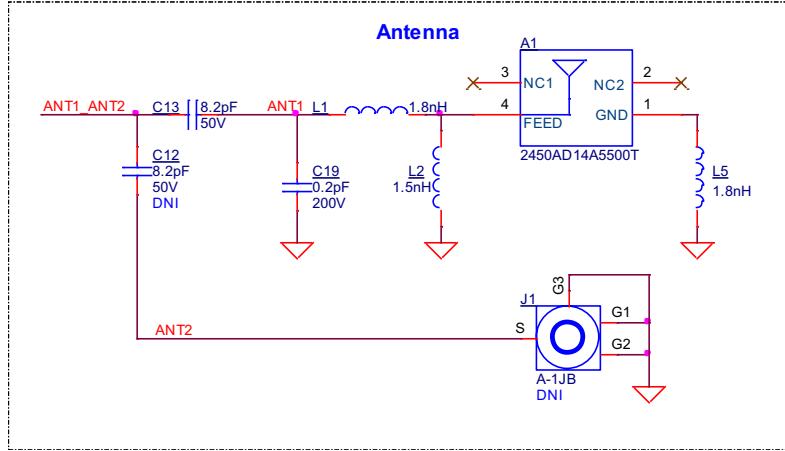 Antenna
A1
3
NC1
NC2
2
ANT1_ANT2
C13
8.2pF
50V
ANT1
L1
1.8nH
4
FEED
GND
1
2450AD14A5500T
C12
8.2pF
50V
DNI
C19
0.2pF
200V
L2
1.5nH
L5
1.8nH
G3
J1
S
G1
G2
ANT2
A-1JB
DNI